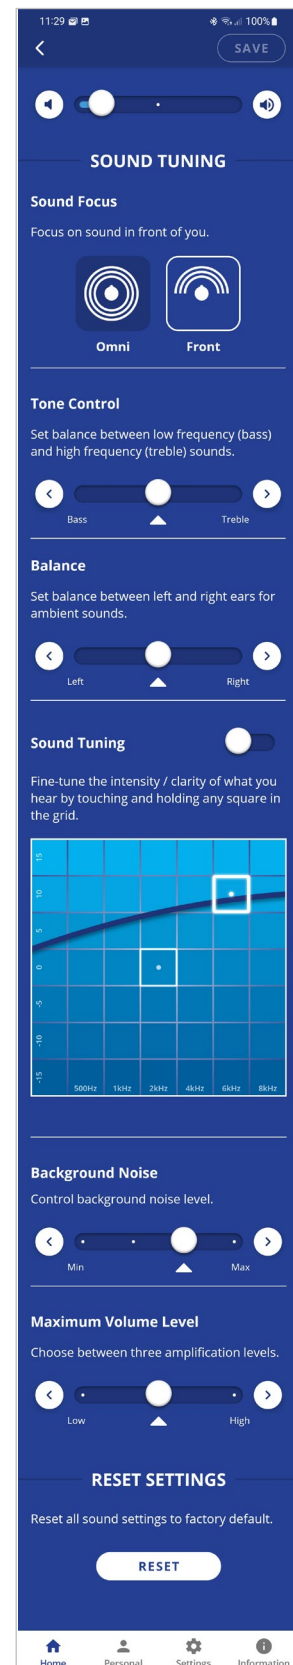 11:29 100%
SAVE
SOUND TUNING
Sound Focus
Focus on sound in front of you.
Omni Front
Tone Control
Set balance between low frequency (bass)
and high frequency (treble) sounds.
Bass Treble
Balance
Set balance between left and right ears for
ambient sounds.
Left Right
Sound Tuning
Fine-tune the intensity / clarity of what you
hear by touching and holding any square in
the grid.
15
10
5
0
-5
-10
-15
500Hz 1kHz 2kHz 4kHz 6kHz 8kHz
Background Noise
Control background noise level.
Min Max
Maximum Volume Level
Choose between three amplification levels.
Low High
RESET SETTINGS
Reset all sound settings to factory default.
RESET
Home Personal Settings Information